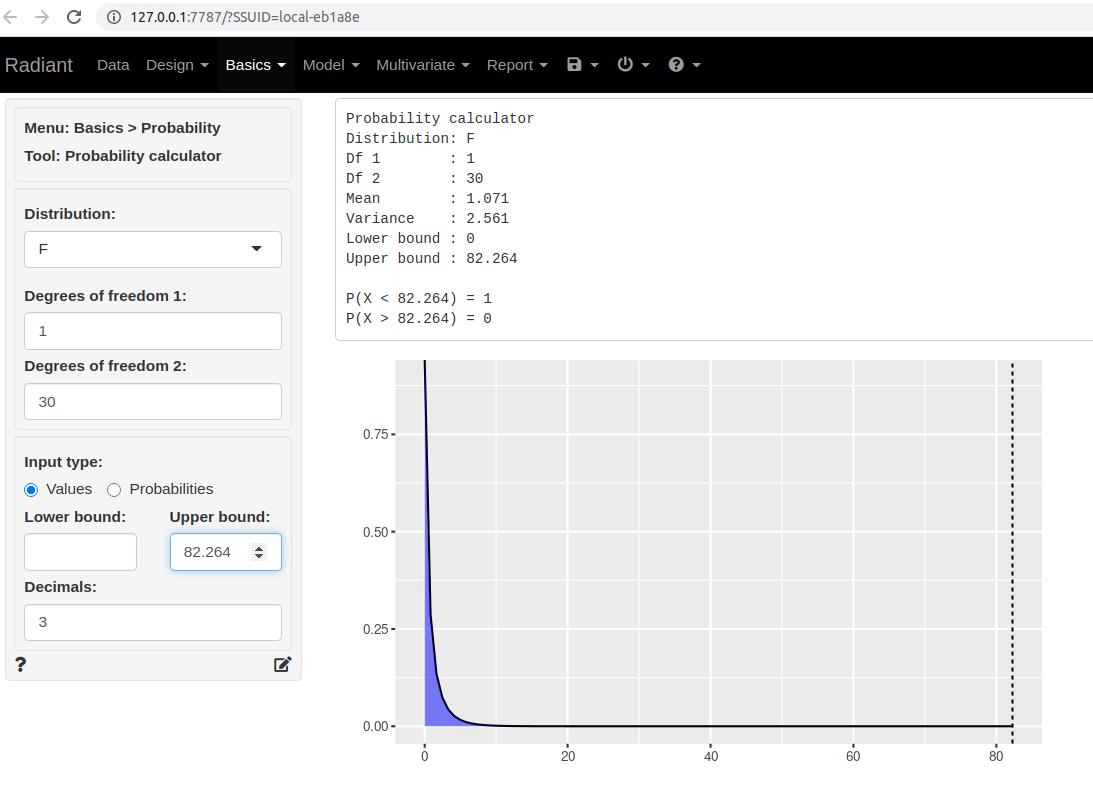 127.0.0.1:7787/?SSUID=local-eb1a8e
Radiant Data Design Basics Model Multivariate Report ?
Menu: Basics > Probability
Tool: Probability calculator
Distribution:
F
Degrees of freedom 1:
1
Degrees of freedom 2:
30
Input type:
Values Probabilities
Lower bound: Upper bound:
82.264
Decimals:
3
?
Probability calculator
Distribution: F
Df 1 : 1
Df 2 : 30
Mean : 1.071
Variance : 2.561
Lower bound : 0
Upper bound : 82.264
P(X < 82.264) = 1
P(X > 82.264) = 0
0.75
0.50
0.25
0.00
0 20 40 60 80